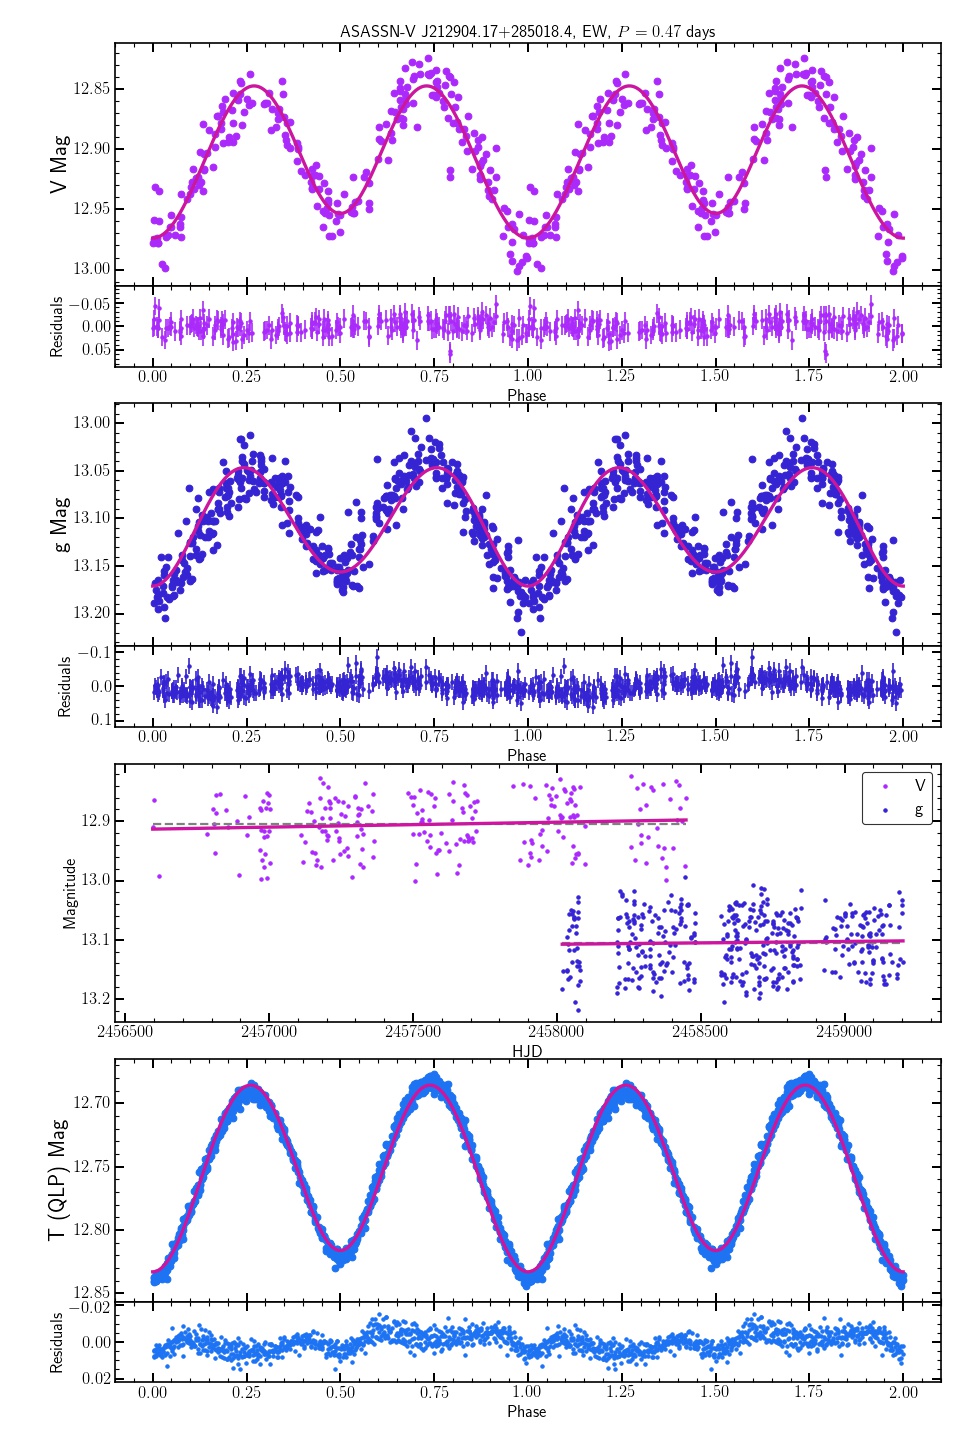 ASASSN-V J212904.17+285018.4, EW, P = 0.47 days
V Mag
12.85
12.90
12.95
13.00
Residuals
−0.05
0.00
0.05
0.00 0.25 0.50 0.75 1.00 1.25 1.50 1.75 2.00
Phase
g Mag
13.00
13.05
13.10
13.15
13.20
Residuals
−0.1
0.0
0.1
0.00 0.25 0.50 0.75 1.00 1.25 1.50 1.75 2.00
Phase
Magnitude
12.9
13.0
13.1
13.2
V
g
2456500 2457000 2457500 2458000 2458500 2459000
HJD
T (QLP) Mag
12.70
12.75
12.80
12.85
Residuals
−0.02
0.00
0.02
0.00 0.25 0.50 0.75 1.00 1.25 1.50 1.75 2.00
Phase